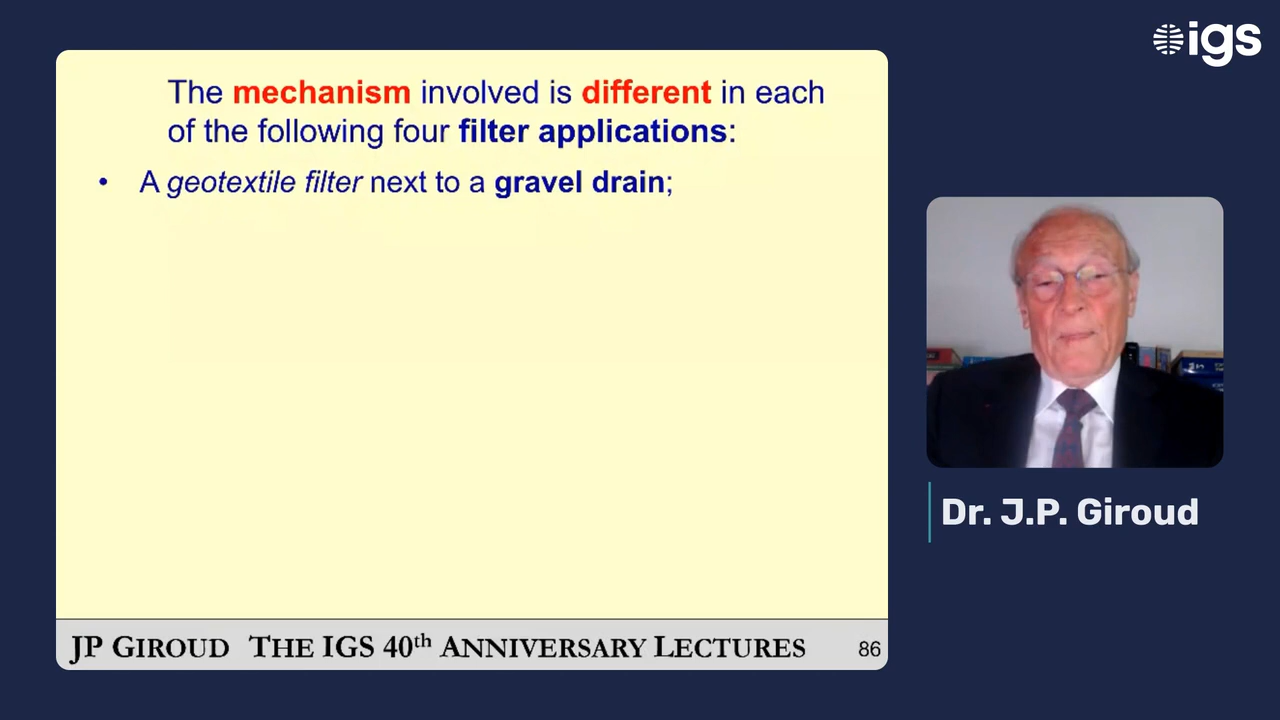 The mechanism involved is different in each
of the following four filter applications:
• A geotextile filter next to a gravel drain;
JP GIROUD THE IGS 40th ANNIVERSARY LECTURES 86
igs
Dr. J.P. Giroud